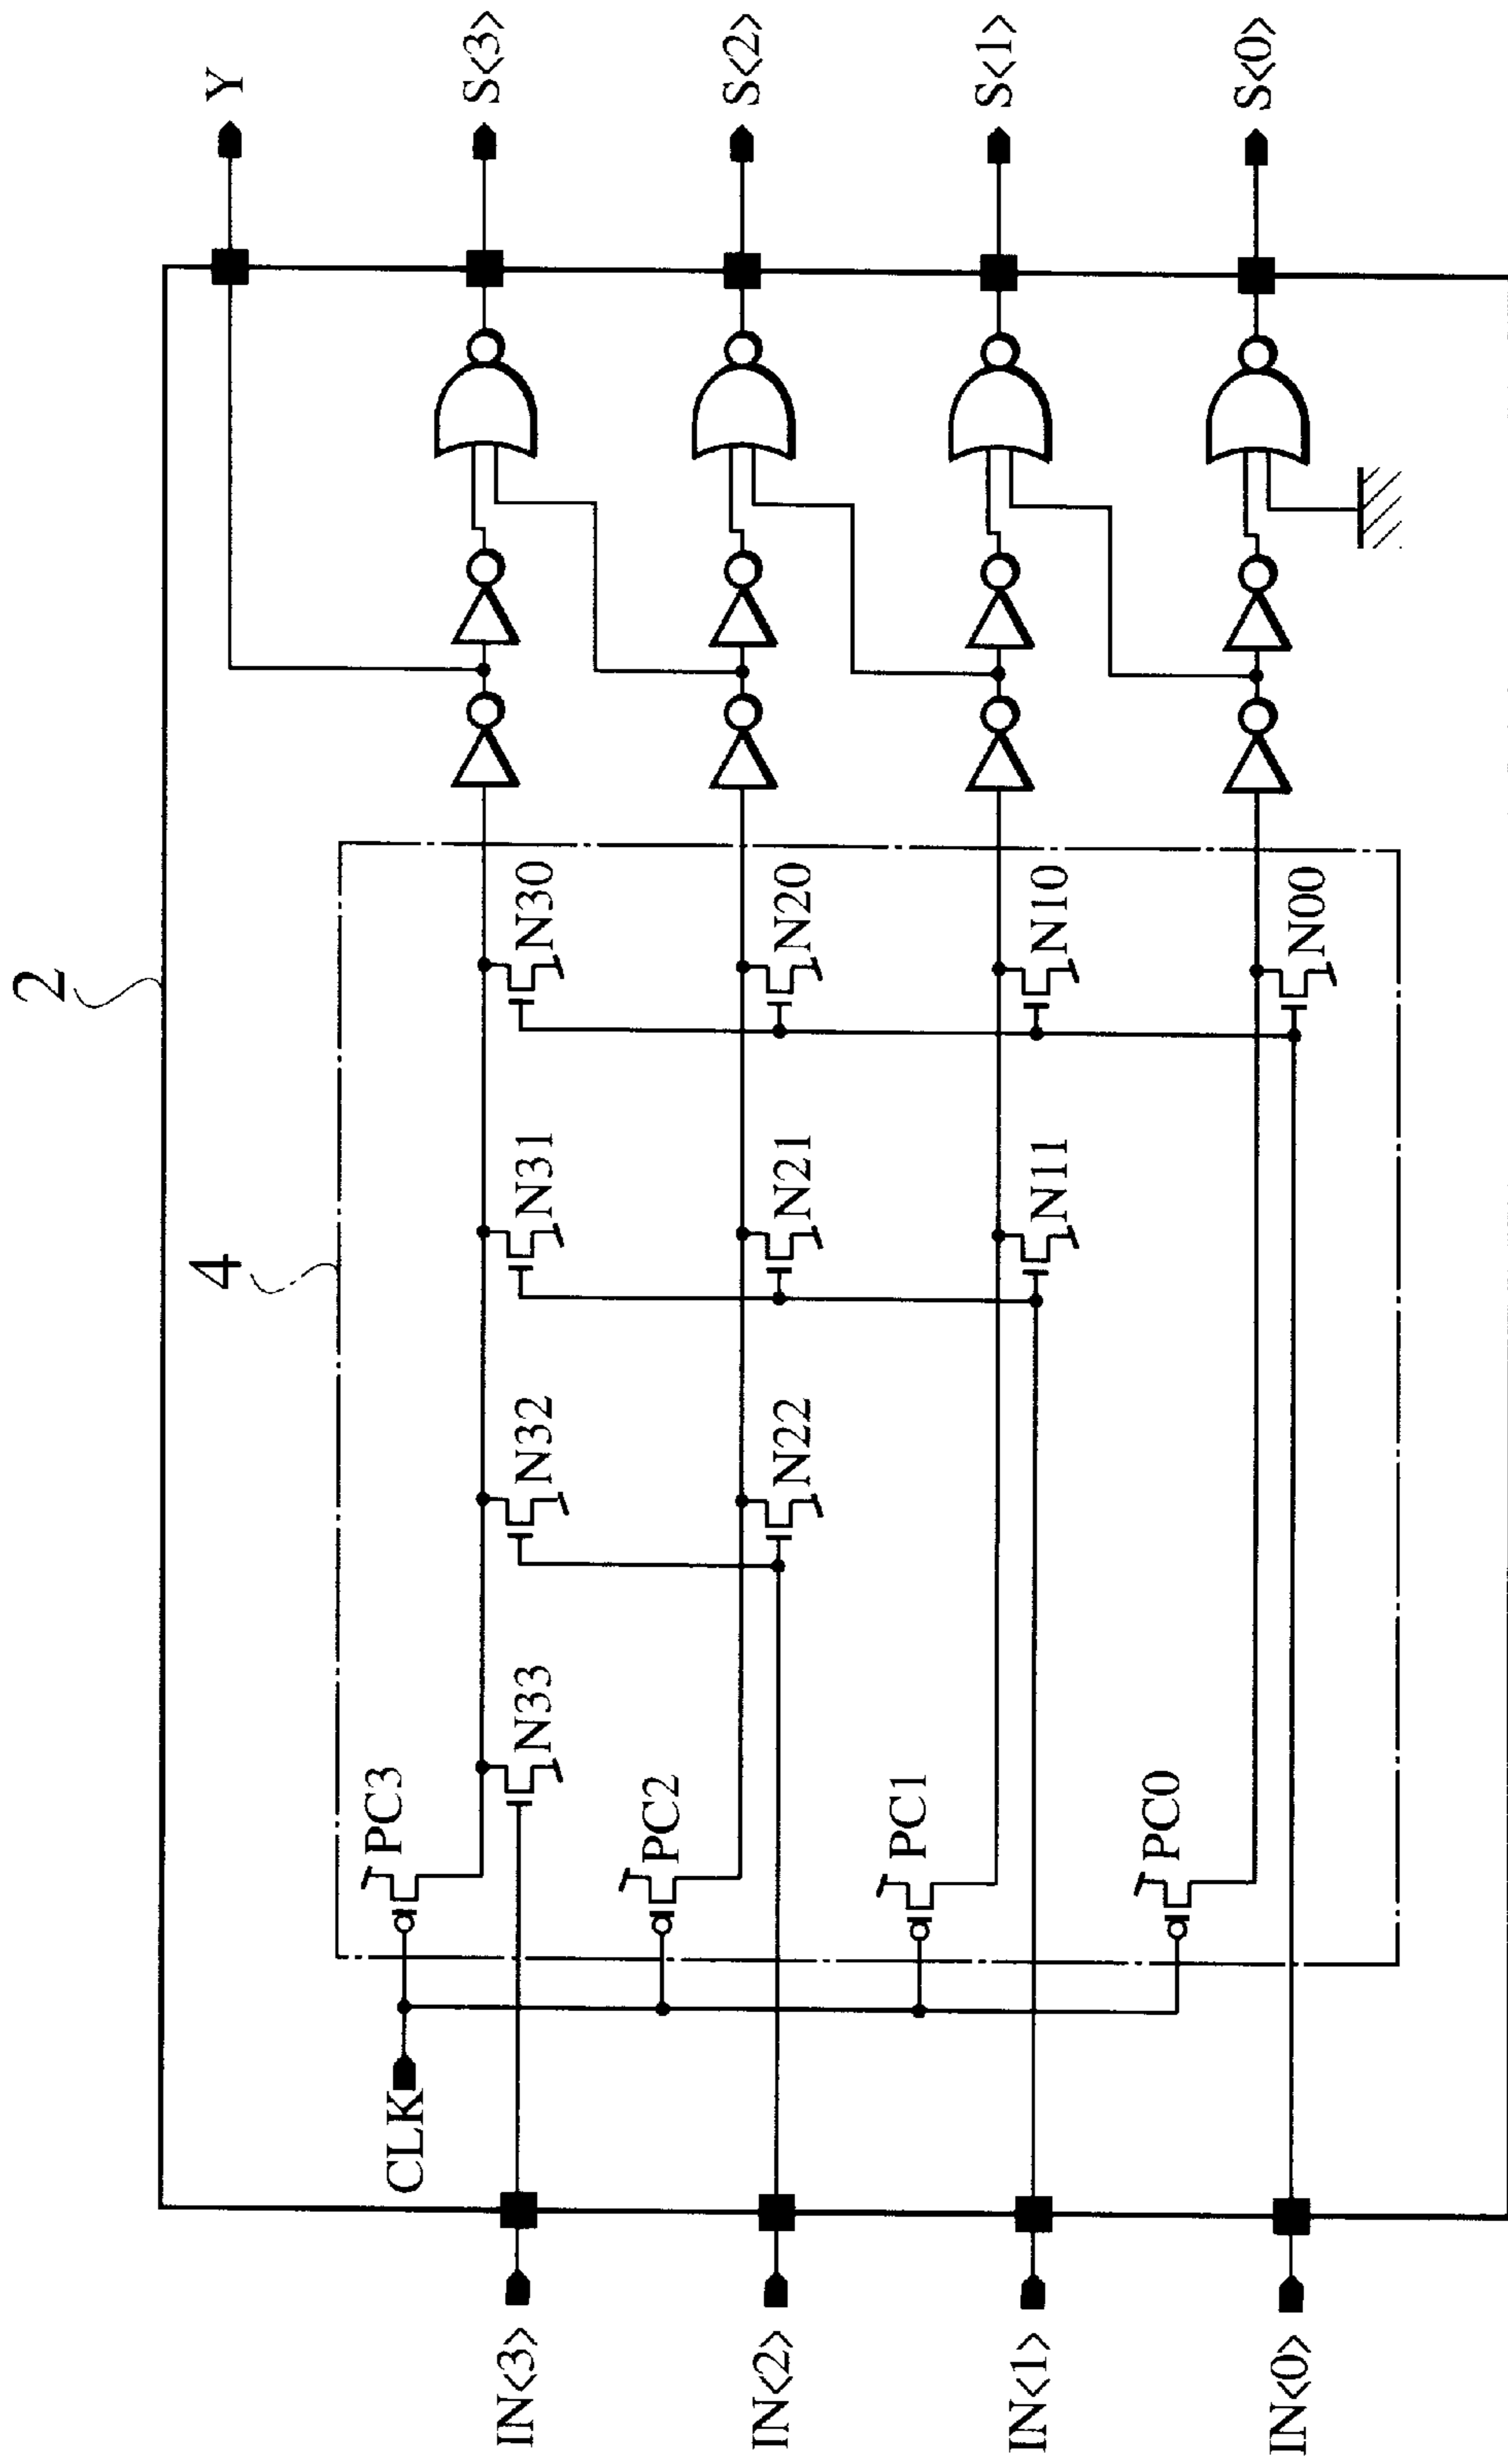 2
4
CLK
PC3
PC2
PC1
PC0
N33
N32
N31
N30
N22
N21
N20
N11
N10
N00
IN<3>
IN<2>
IN<1>
IN<0>
Y
S<3>
S<2>
S<1>
S<0>